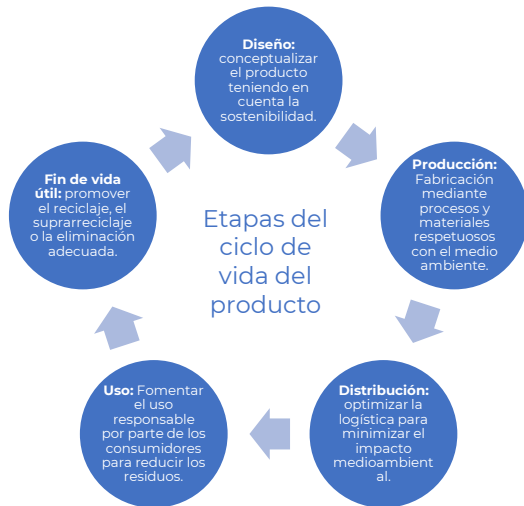 Diseño:
conceptualizar
el producto
teniendo en
cuenta la
sostenibilidad.
Producción:
Fabricación
mediante
procesos y
materiales
respetuosos
con el medio
ambiente.
Distribución:
optimizar la
logística para
minimizar el
impacto
medioambient
al.
Uso: Fomentar
el uso
responsable
por parte de los
consumidores
para reducir los
residuos.
Fin de vida
útil: promover
el reciclaje, el
suprarreciclaje
o la eliminación
adecuada.
Etapas del
ciclo de
vida del
producto